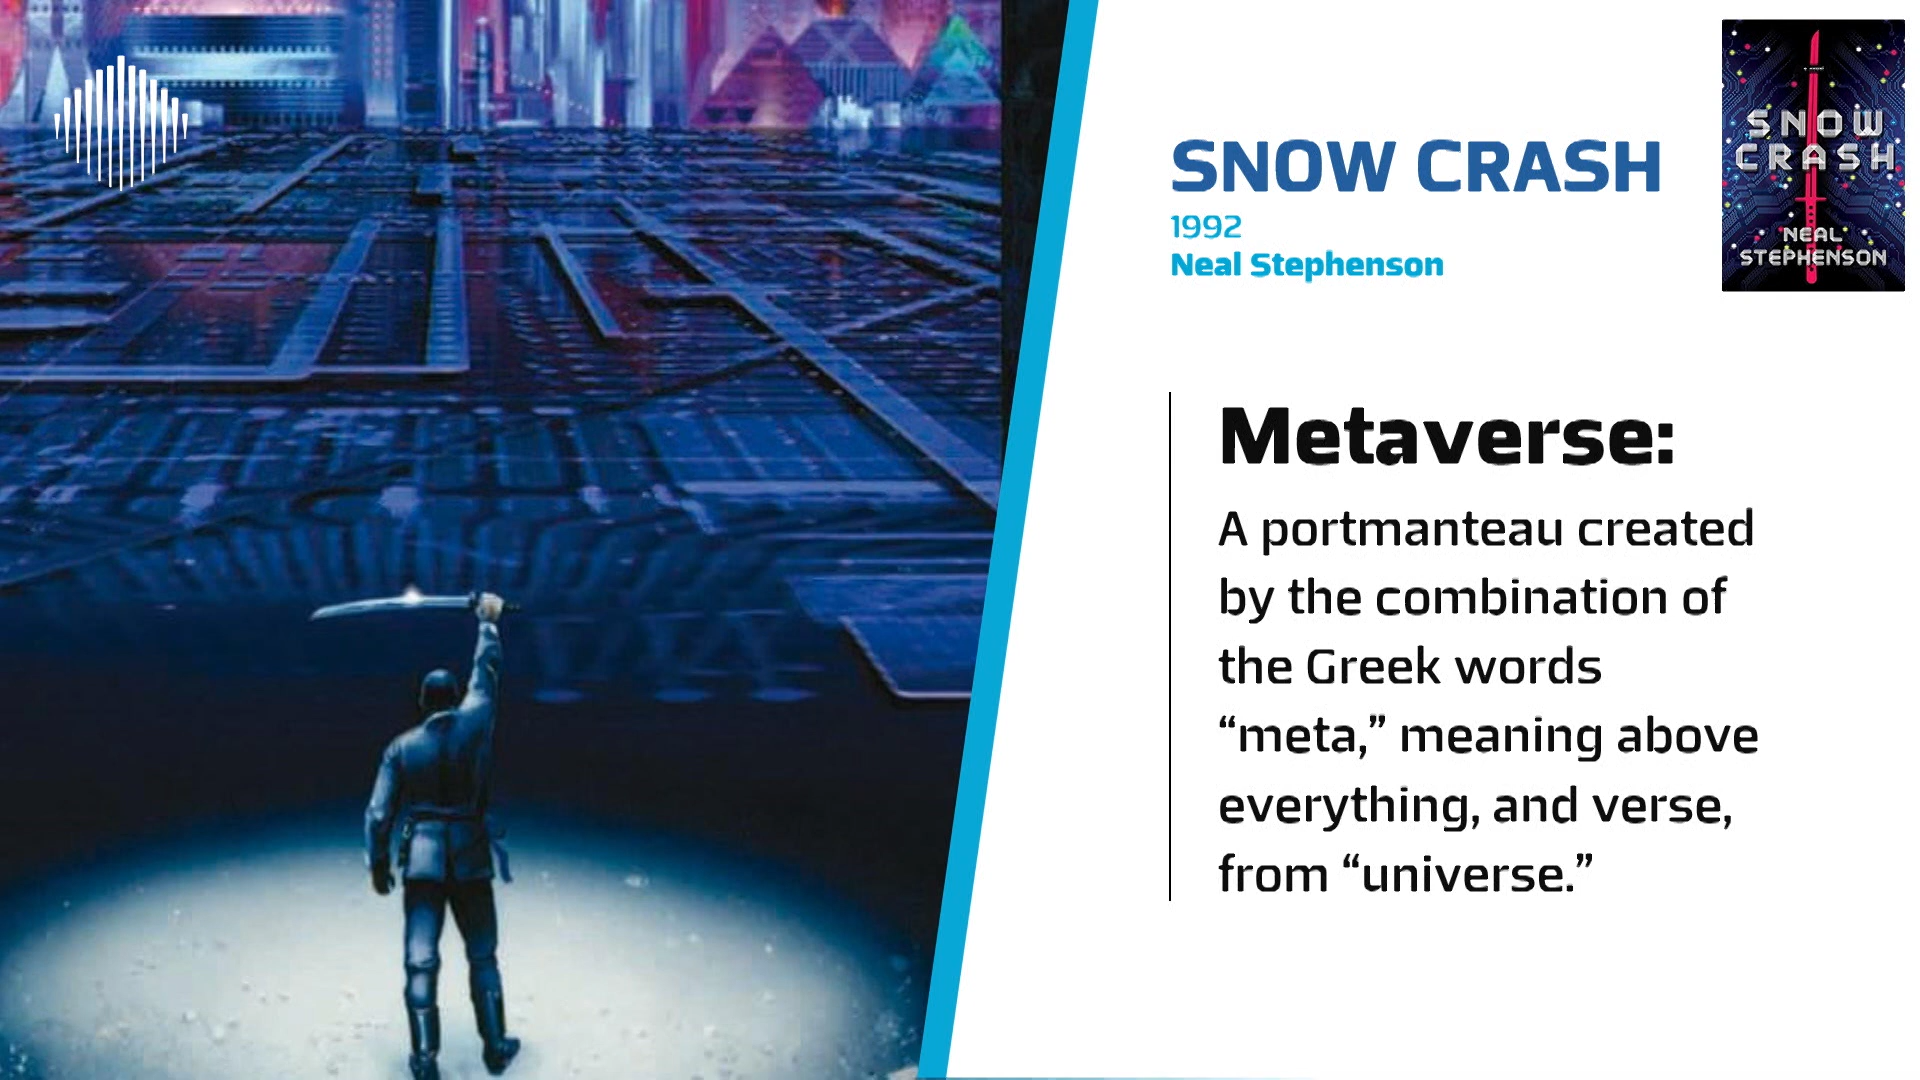 SNOW CRASH
1992
Neal Stephenson
SNOW
CRASH
NEAL
STEPHENSON
Metaverse:
A portmanteau created
by the combination of
the Greek words
“meta,” meaning above
everything, and verse,
from “universe.”